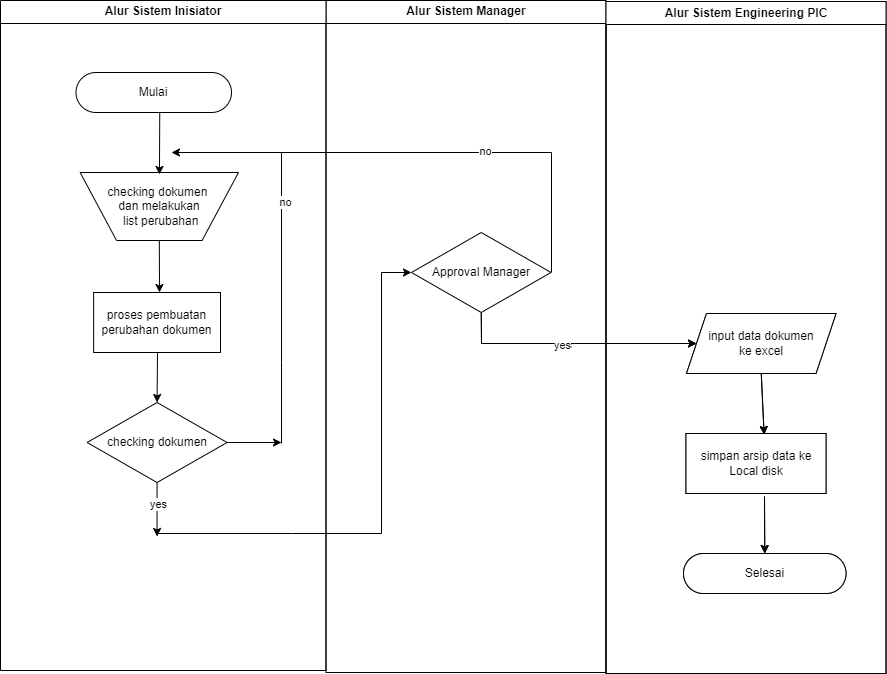 Alur Sistem Inisiator
Alur Sistem Manager
Alur Sistem Engineering PIC
Mulai
no
checking dokumen
dan melakukan
list perubahan
no
proses pembuatan
perubahan dokumen
checking dokumen
yes
Approval Manager
yes
input data dokumen
ke excel
simpan arsip data ke
Local disk
Selesai